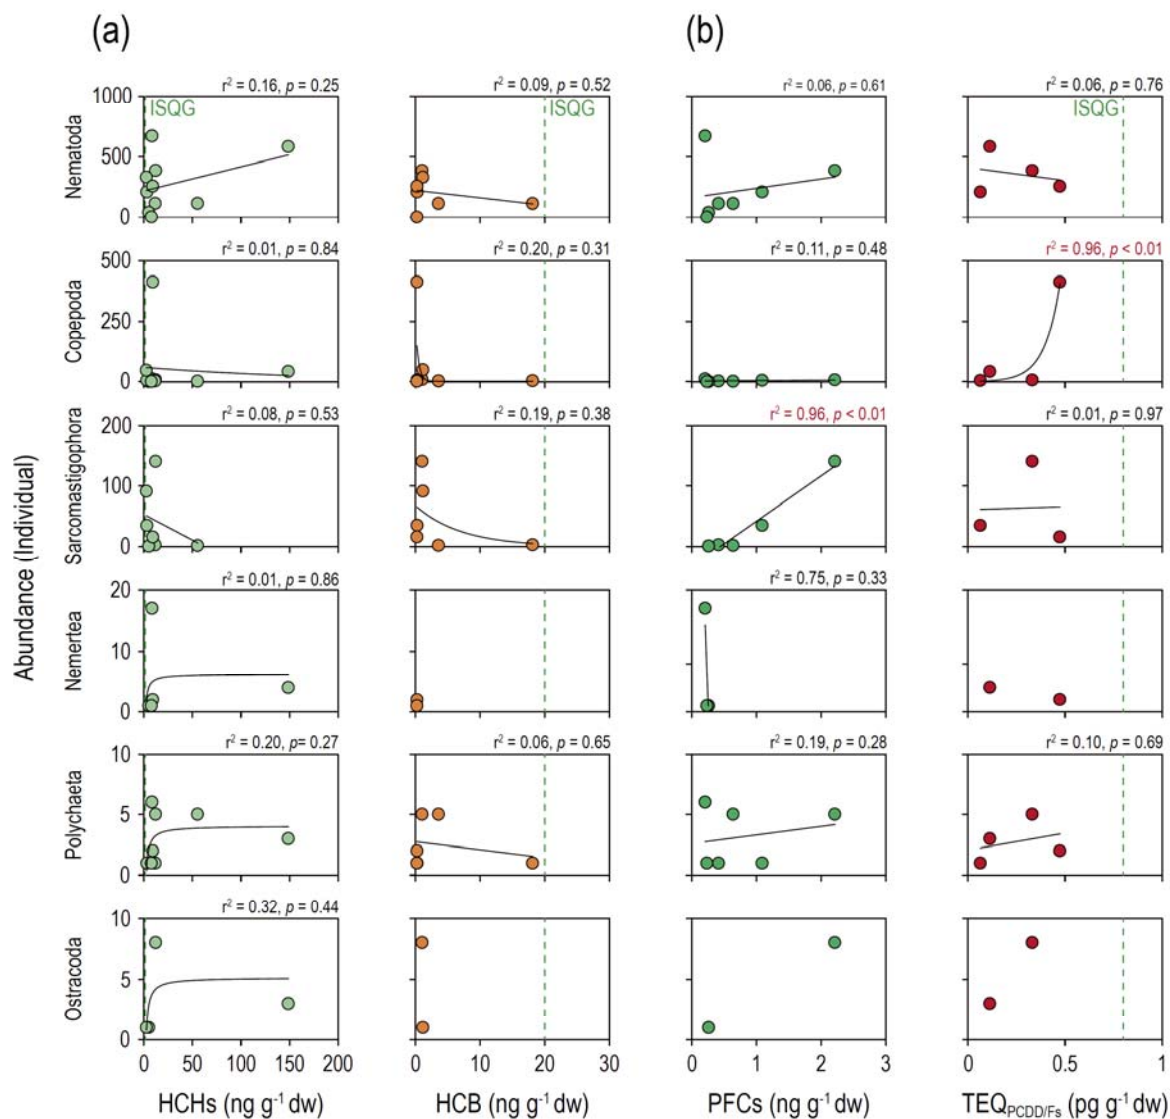 (a) (b)
r² = 0.16, p = 0.25 r² = 0.09, p = 0.52 r² = 0.06, p = 0.61 r² = 0.06, p = 0.76
ISQG ISQG ISQG
Nematoda
1000
500
0
r² = 0.01, p = 0.84 r² = 0.20, p = 0.31 r² = 0.11, p = 0.48 r² = 0.96, p < 0.01
Copepoda
500
250
0
r² = 0.08, p = 0.53 r² = 0.19, p = 0.38 r² = 0.96, p < 0.01 r² = 0.01, p = 0.97
Sarcomastigophora
200
100
0
Abundance (Individual)
r² = 0.01, p = 0.86 r² = 0.75, p = 0.33
Nemertea
20
10
0
r² = 0.20, p= 0.27 r² = 0.06, p = 0.65 r² = 0.19, p = 0.28 r² = 0.10, p = 0.69
Polychaeta
10
5
0
r² = 0.32, p = 0.44
Ostracoda
10
5
0
0 50 100 150 200 0 10 20 30 0 1 2 3 0 0.5 1
HCHs (ng g⁻¹ dw) HCB (ng g⁻¹ dw) PFCs (ng g⁻¹ dw) TEQPCDD/Fs (pg g⁻¹ dw)